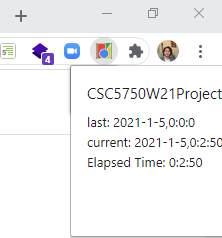 4
CSC5750W21Project
last: 2021-1-5,0:0:0
current: 2021-1-5,0:2:50
Elapsed Time: 0:2:50